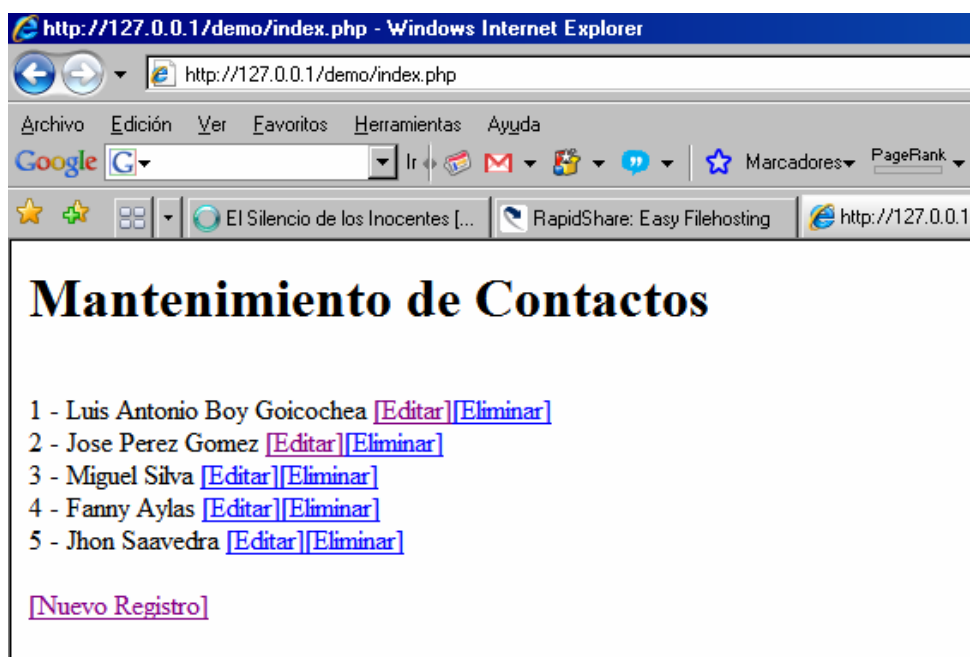 http://127.0.0.1/demo/index.php - Windows Internet Explorer
http://127.0.0.1/demo/index.php
Archivo Edición Ver Favoritos Herramientas Ayuda
Google G Ir Marcadores PageRank
El Silencio de los Inocentes [... RapidShare: Easy Filehosting http://127.0.0.1
Mantenimiento de Contactos
1 - Luis Antonio Boy Goicochea [Editar][Eliminar]
2 - Jose Perez Gomez [Editar][Eliminar]
3 - Miguel Silva [Editar][Eliminar]
4 - Fanny Aylas [Editar][Eliminar]
5 - Jhon Saavedra [Editar][Eliminar]
[Nuevo Registro]